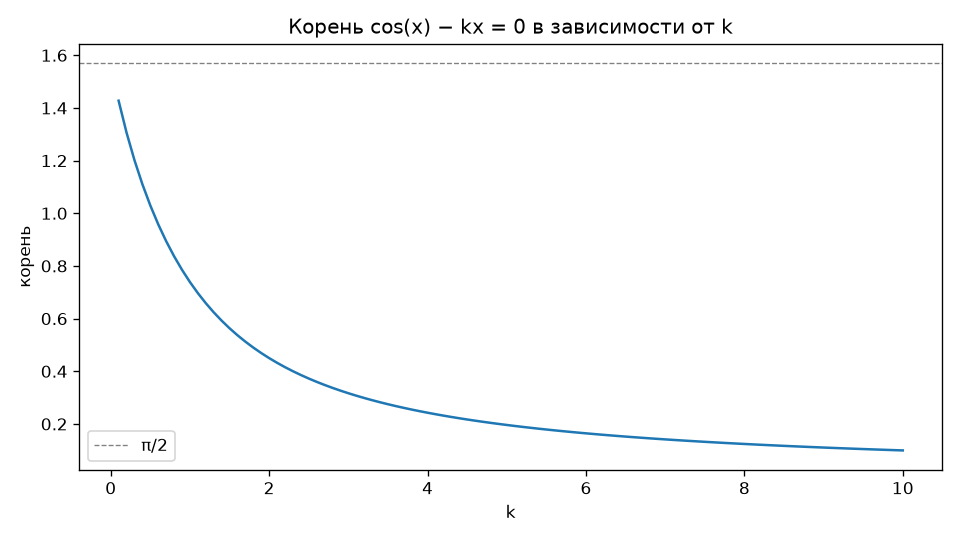 Корень cos(x) − kx = 0 в зависимости от k
1.6
1.4
1.2
1.0
0.8
0.6
0.4
0.2
корень
π/2
0 2 4 6 8 10
k